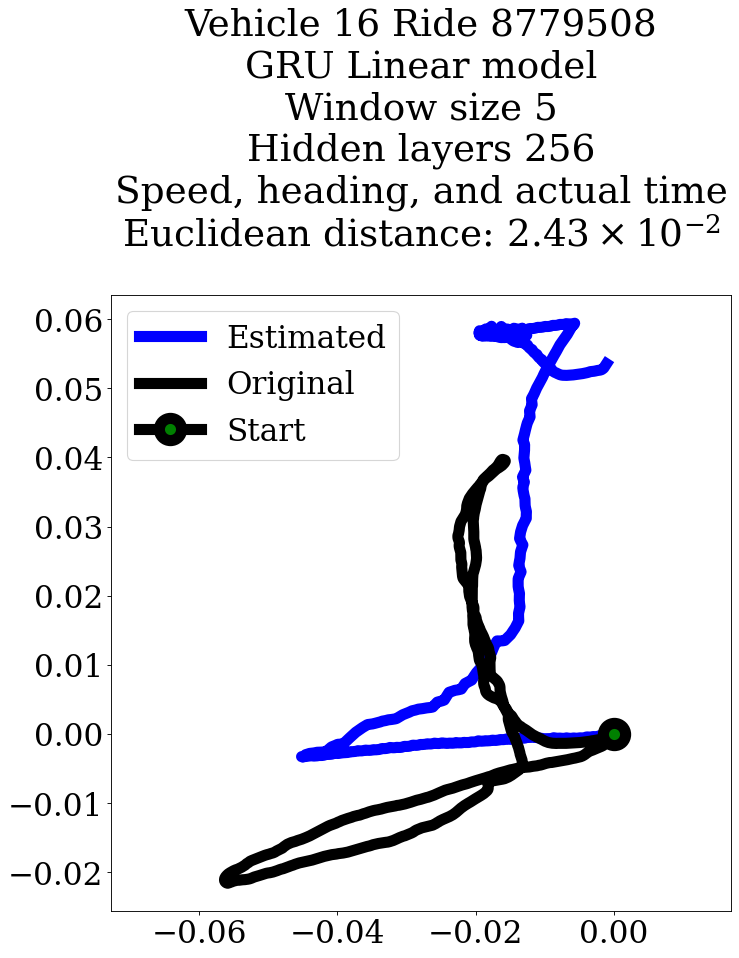 Vehicle 16 Ride 8779508
GRU Linear model
Window size 5
Hidden layers 256
Speed, heading, and actual time
Euclidean distance: 2.43 × 10⁻²
Estimated
Original
Start
0.06
0.05
0.04
0.03
0.02
0.01
0.00
−0.01
−0.02
−0.06 −0.04 −0.02 0.00